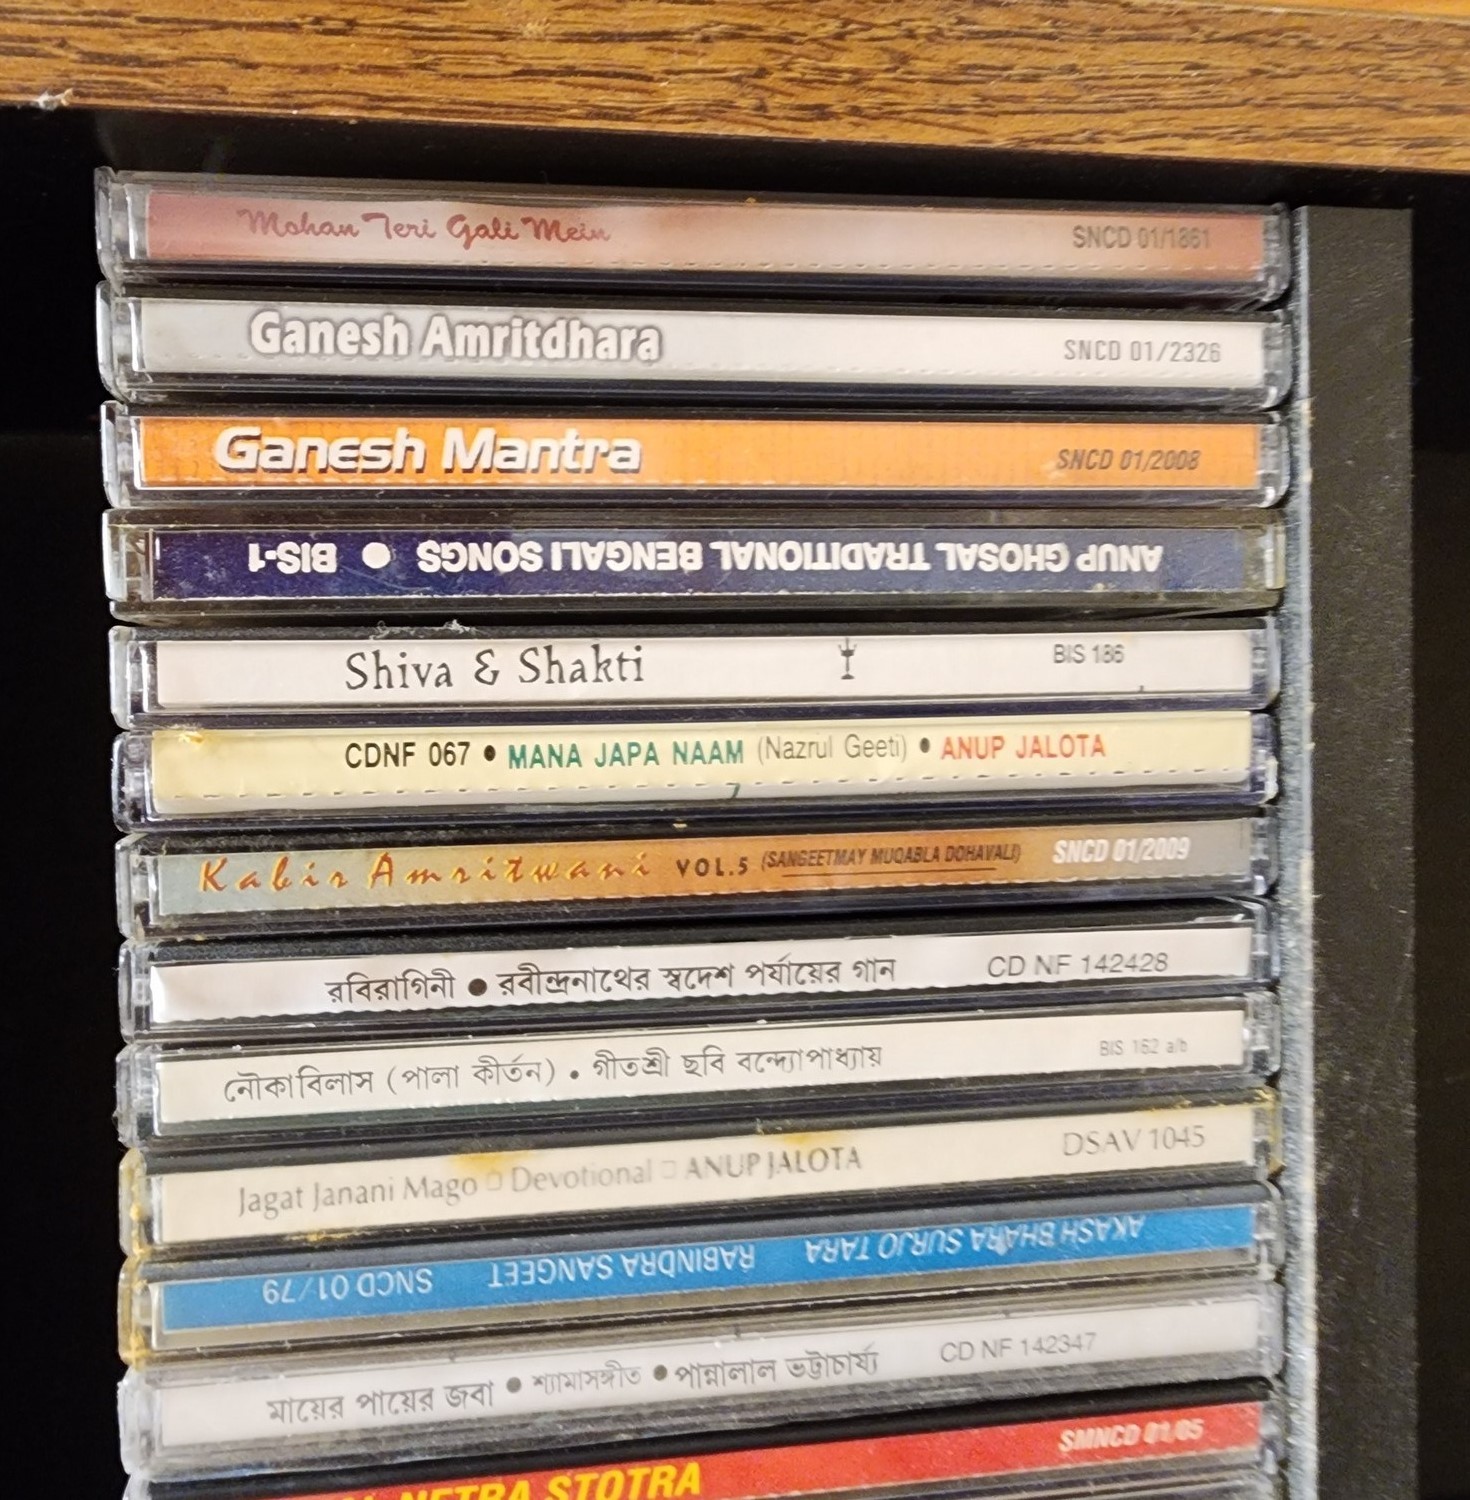 Mohan Teri Gali Mein SNCD 01/1861
Ganesh Amritdhara SNCD 01/2326
Ganesh Mantra SNCD 01/2008
ANUP GHOSAL TRADITIONAL BENGALI SONGS ● BIS-1
Shiva & Shakti BIS 186
CDNF 067 • MANA JAPA NAAM (Nazrul Geeti) • ANUP JALOTA
Kabir Amritwani VOL.5 (SANGEETMAY MUQABLA DOHAVALI) SNCD 01/2009
রবিরাগিনী ● রবীন্দ্রনাথের স্বদেশ পর্যায়ের গান CD NF 142428
নৌকাবিলাস (পালা কীর্তন) • গীতশ্রী ছবি বন্দ্যোপাধ্যায় BIS 162 a/b
Jagat Janani Mago □ Devotional □ ANUP JALOTA DSAV 1045
AKASH BHARA SURJO TARA RABINDRA SANGEET SNCD 01/79
মায়ের পায়ের জবা ● শ্যামাসঙ্গীত ● পান্নালাল ভট্টাচার্য্য CD NF 142347
NETRA STOTRA SMNCD 01/05